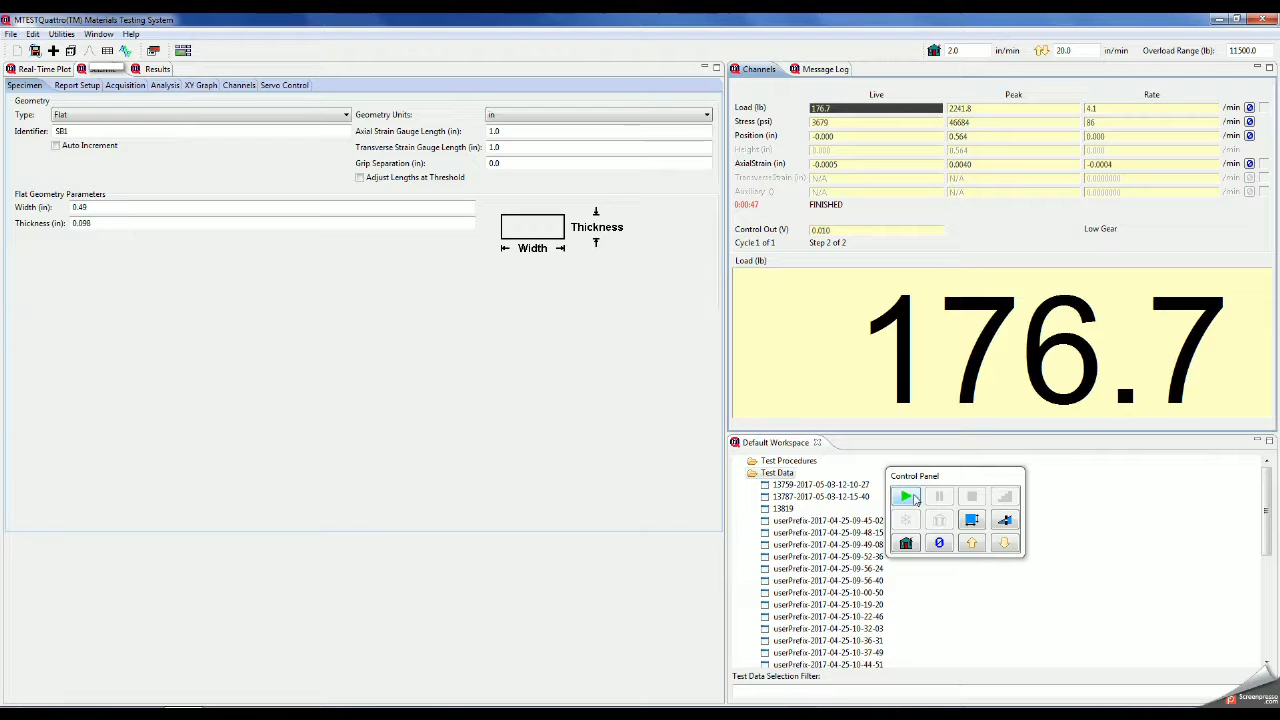 MTESTQuattro(TM) Materials Testing System
File Edit Utilities Window Help
2.0 in/min 20.0 in/min Overload Range (lb): 11500.0
Real-Time Plot Results
Specimen Report Setup Acquisition Analysis XY Graph Channels Servo Control
Geometry
Type: Flat
Geometry Units: in
Identifier: SB1
Axial Strain Gauge Length (in): 1.0
Auto Increment
Transverse Strain Gauge Length (in): 1.0
Grip Separation (in): 0.0
Adjust Lengths at Threshold
Flat Geometry Parameters
Width (in): 0.49
Thickness (in): 0.098
Thickness
Width
Channels Message Log
Live Peak Rate
Load (lb) 176.7 2241.8 4.1 /min
Stress (psi) 3679 46684 86 /min
Position (in) -0.000 0.564 0.000 /min
Height (in) 0.000 0.564 0.000 /min
AxialStrain (in) -0.0005 0.0040 -0.0004 /min
TransverseStrain (in) N/A N/A 0.0000000 /min
Auxiliary () N/A N/A 0.0000000 /min
0:00:47 FINISHED
Control Out (V) 0.010 Low Gear
Cycle 1 of 1 Step 2 of 2
Load (lb)
176.7
Default Workspace
Test Procedures
Test Data
13759-2017-05-03-12-10-27
13787-2017-05-03-12-15-40
13819
userPrefix-2017-04-25-09-45-02
userPrefix-2017-04-25-09-48-15
userPrefix-2017-04-25-09-49-08
userPrefix-2017-04-25-09-52-36
userPrefix-2017-04-25-09-56-24
userPrefix-2017-04-25-09-56-40
userPrefix-2017-04-25-10-00-50
userPrefix-2017-04-25-10-19-20
userPrefix-2017-04-25-10-22-46
userPrefix-2017-04-25-10-32-03
userPrefix-2017-04-25-10-36-31
userPrefix-2017-04-25-10-37-49
userPrefix-2017-04-25-10-44-51
Control Panel
0
Test Data Selection Filter:
Screenpresso
.com